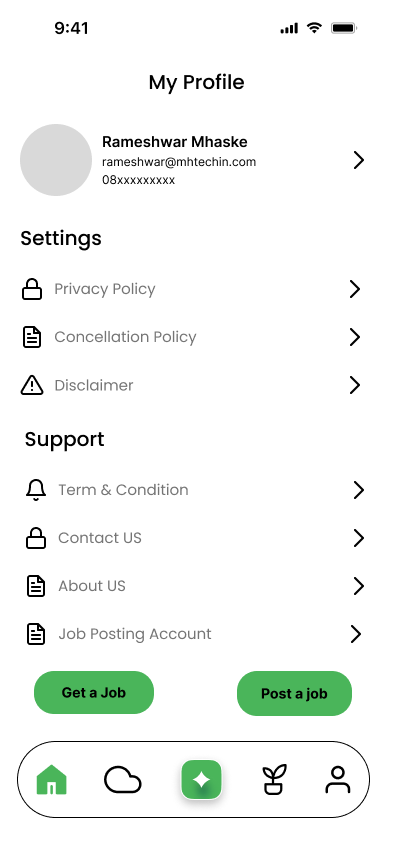 9:41
My Profile
Rameshwar Mhaske
rameshwar@mhtechin.com
08xxxxxxxxx
Settings
Privacy Policy
Concellation Policy
Disclaimer
Support
Term & Condition
Contact US
About US
Job Posting Account
Get a Job
Post a job